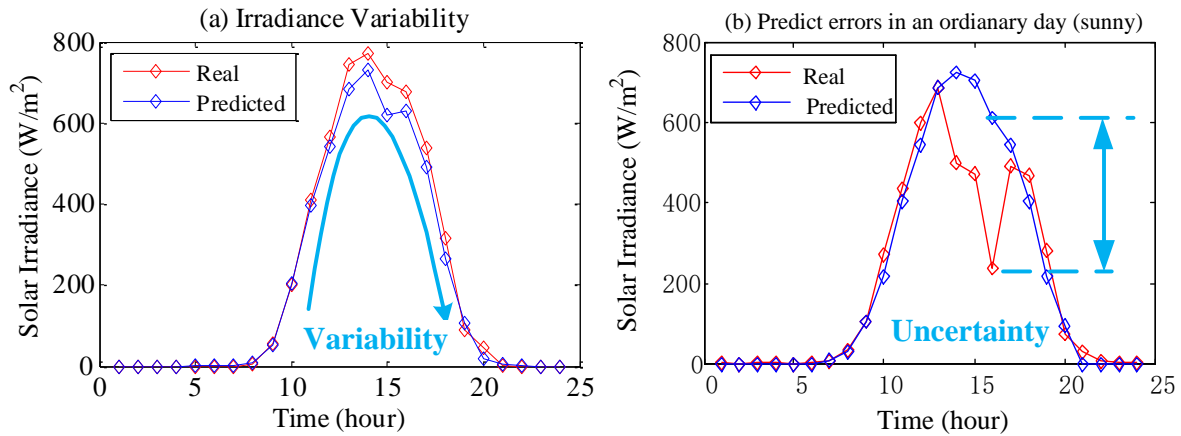 (a) Irradiance Variability
800
600
400
200
0
Solar Irradiance (W/m²)
Real
Predicted
Variability
0 5 10 15 20 25
Time (hour)
(b) Predict errors in an ordianary day (sunny)
800
600
400
200
0
Solar Irradiance (W/m²)
Real
Predicted
Uncertainty
0 5 10 15 20 25
Time (hour)